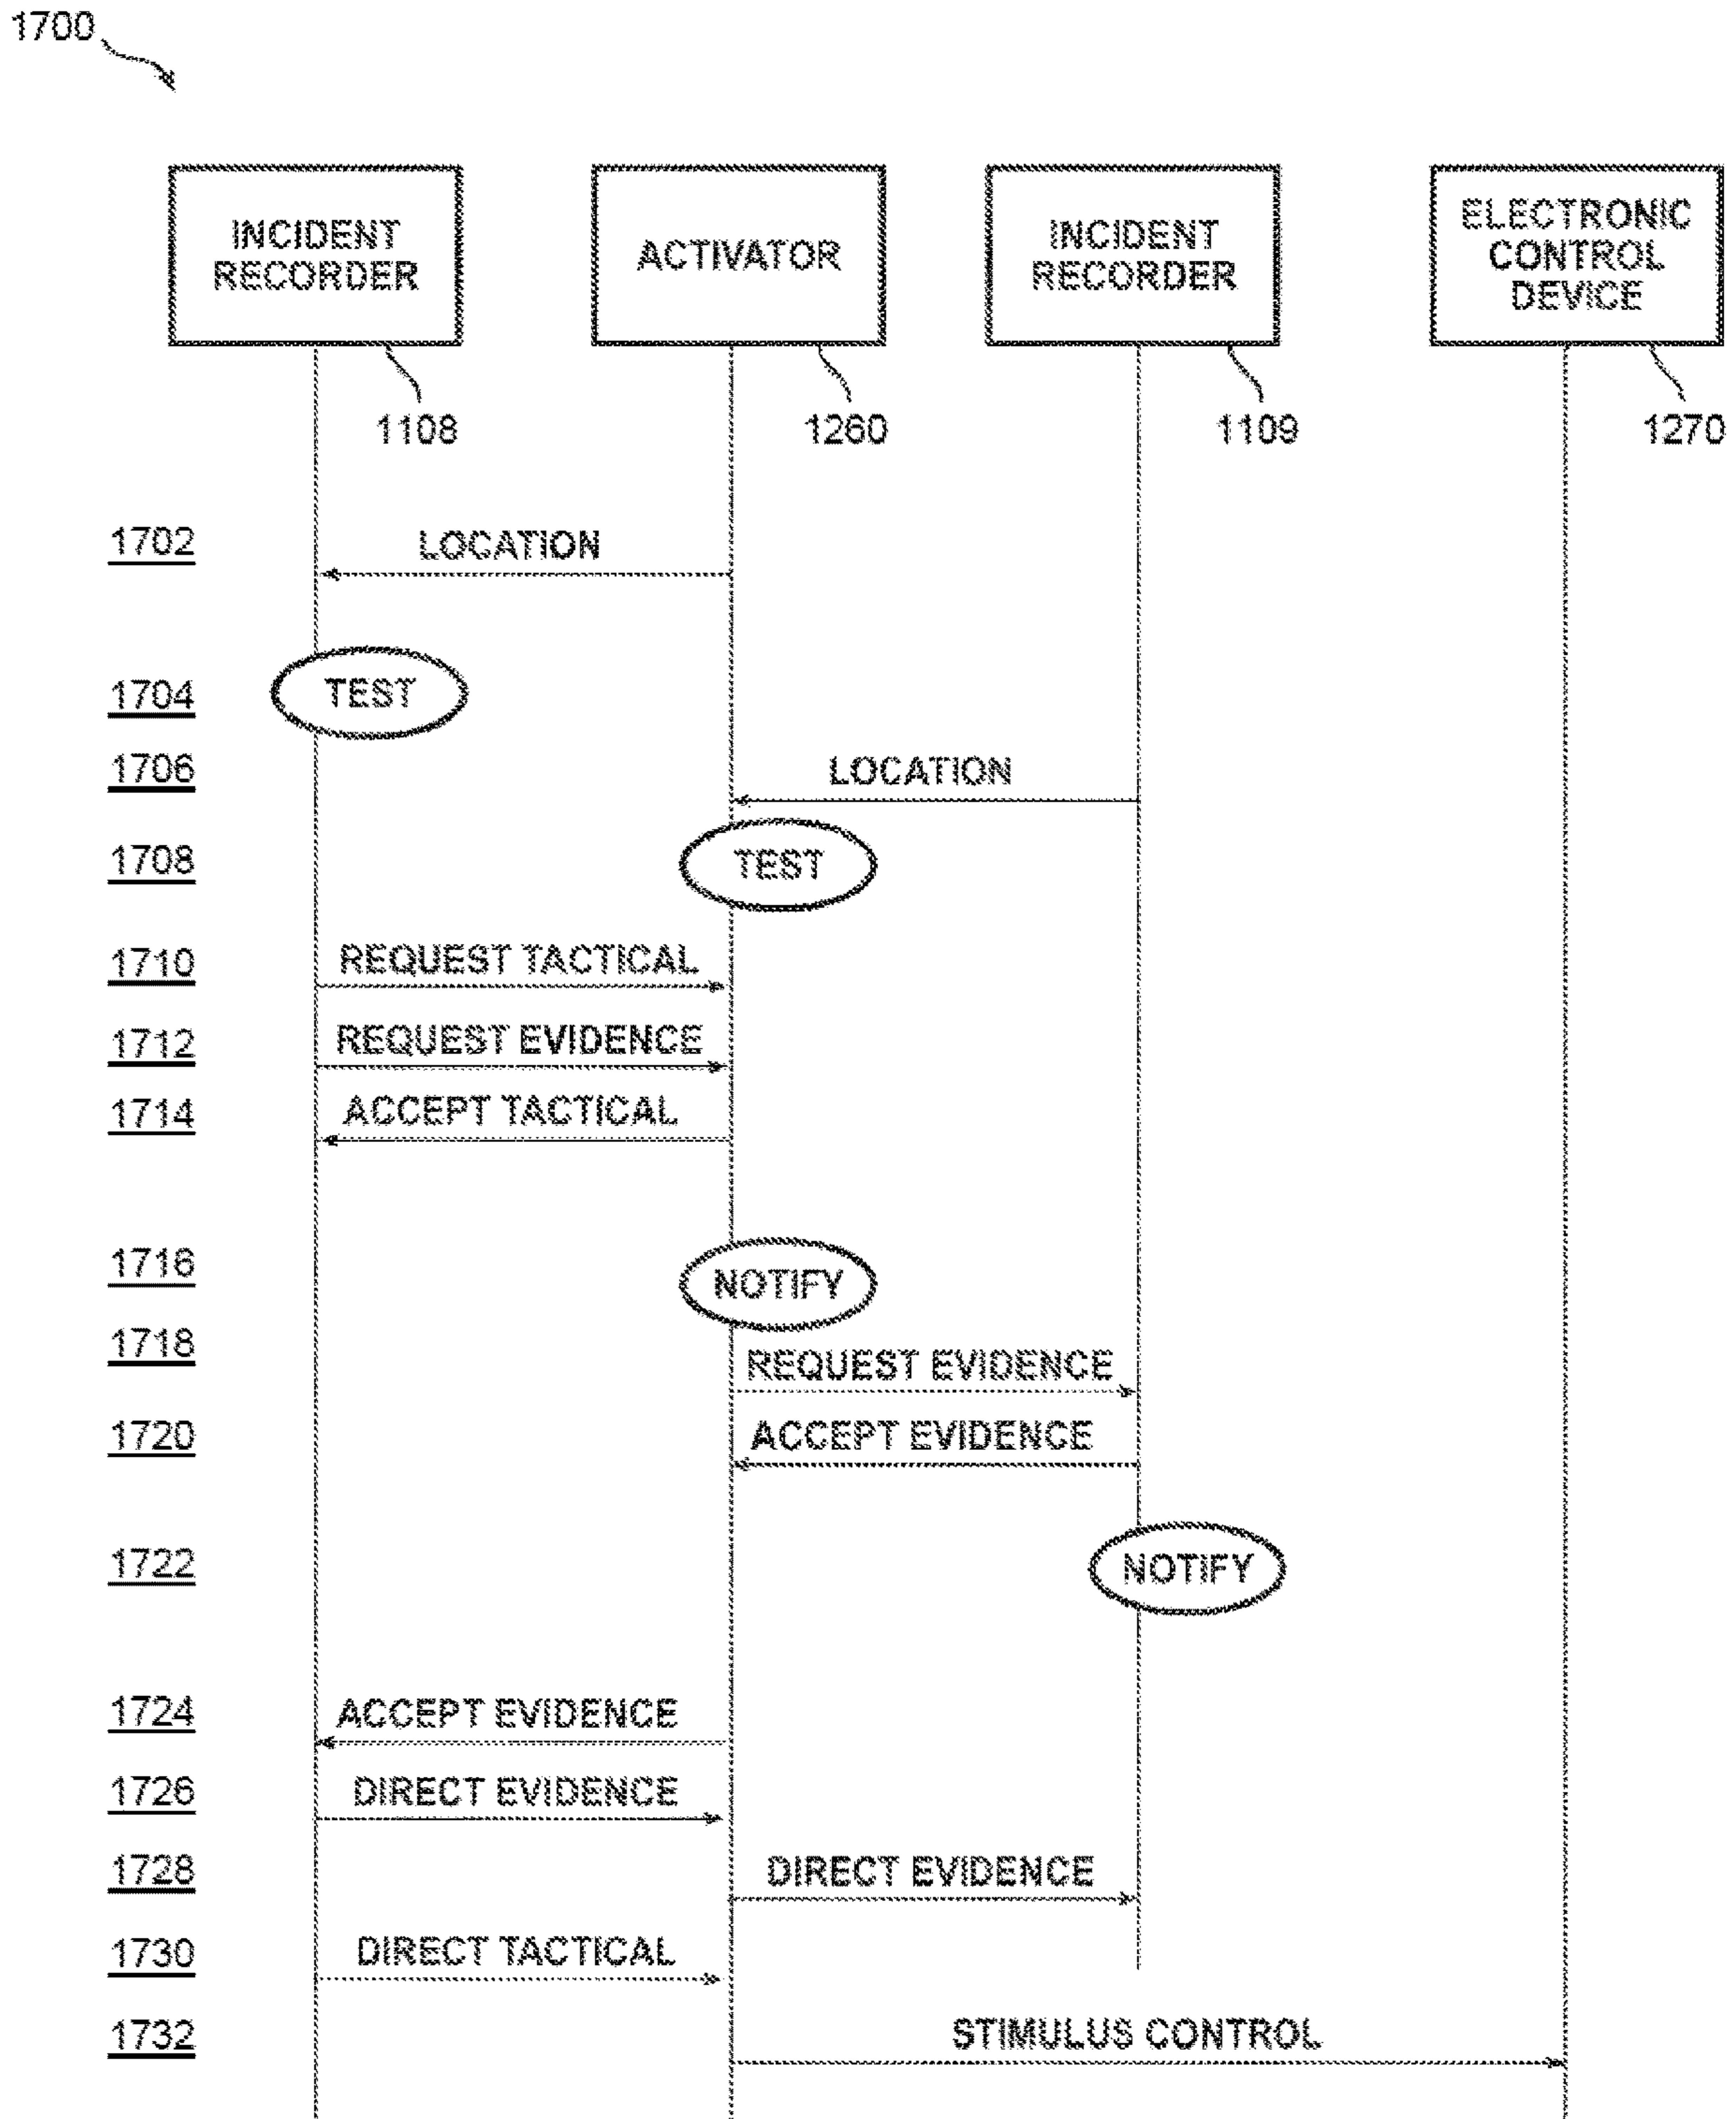 1700
INCIDENT
RECORDER
ACTIVATOR
INCIDENT
RECORDER
ELECTRONIC
CONTROL
DEVICE
1108
1260
1109
1270
1702
LOCATION
1704
TEST
1706
LOCATION
1708
TEST
1710
REQUEST TACTICAL
1712
REQUEST EVIDENCE
1714
ACCEPT TACTICAL
1716
NOTIFY
1718
REQUEST EVIDENCE
1720
ACCEPT EVIDENCE
1722
NOTIFY
1724
ACCEPT EVIDENCE
1726
DIRECT EVIDENCE
1728
DIRECT EVIDENCE
1730
DIRECT TACTICAL
1732
STIMULUS CONTROL